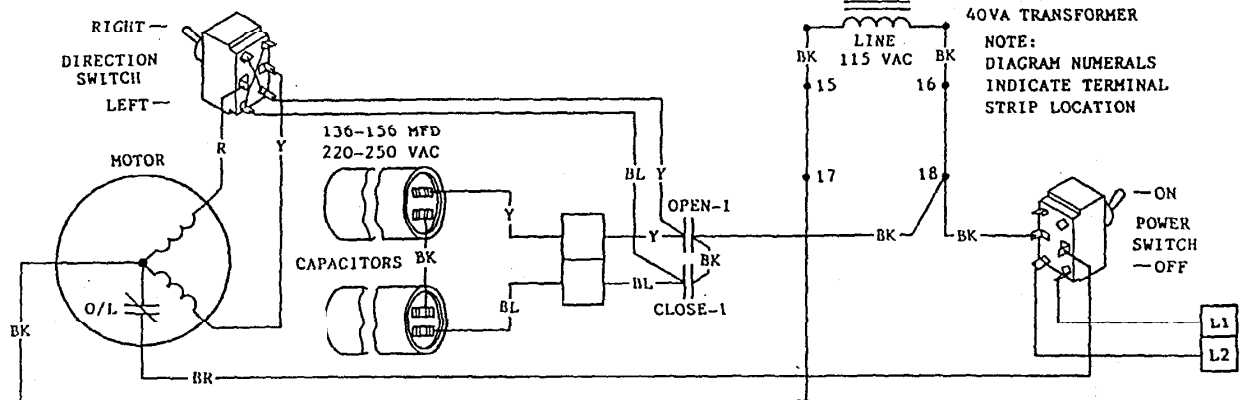 RIGHT
DIRECTION
SWITCH
LEFT
R
Y
MOTOR
O/L
BK
BR
136-156 MFD
220-250 VAC
CAPACITORS
BK
Y
BL
Y
BL
BL
Y
OPEN-1
BK
CLOSE-1
LINE
115 VAC
BK
BK
15
16
17
18
BK
BK
40VA TRANSFORMER
NOTE:
DIAGRAM NUMERALS
INDICATE TERMINAL
STRIP LOCATION
ON
POWER
SWITCH
OFF
L1
L2